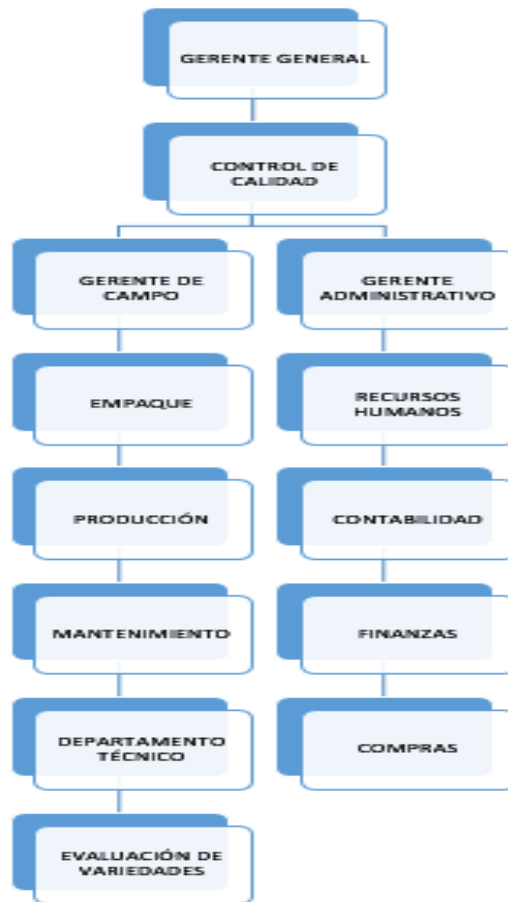 GERENTE GENERAL
CONTROL DE
CALIDAD
GERENTE DE
CAMPO
EMPAQUE
PRODUCCIÓN
MANTENIMIENTO
DEPARTAMENTO
TÉCNICO
EVALUACIÓN DE
VARIEDADES
GERENTE
ADMINISTRATIVO
RECURSOS
HUMANOS
CONTABILIDAD
FINANZAS
COMPRAS